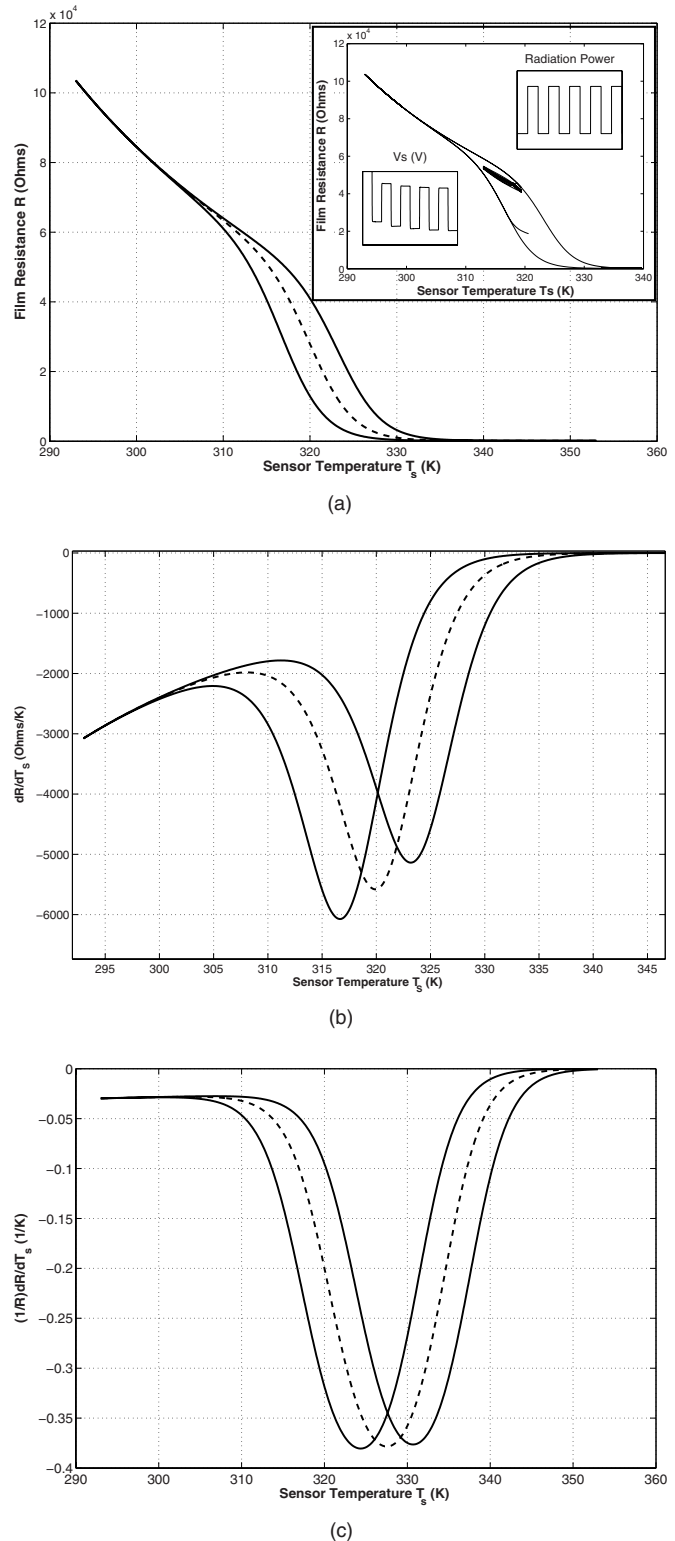 x 10^4
12
10
8
6
4
2
0
290 300 310 320 330 340 350 360
Film Resistance R (Ohms)
Sensor Temperature T_s (K)
x 10^4
12
10
8
6
4
2
0
290 300 310 320 330 340
Film Resistance R (Ohms)
Sensor Temperature Ts (K)
Radiation Power
Vs (V)
(a)
0
−1000
−2000
−3000
−4000
−5000
−6000
295 300 305 310 315 320 325 330 335 340 345
dR/dT_S (Ohms/K)
Sensor Temperature T_S (K)
(b)
0
−0.05
−0.1
−0.15
−0.2
−0.25
−0.3
−0.35
−0.4
290 300 310 320 330 340 350 360
(1/R)dR/dT_s (1/K)
Sensor Temperature T_s (K)
(c)